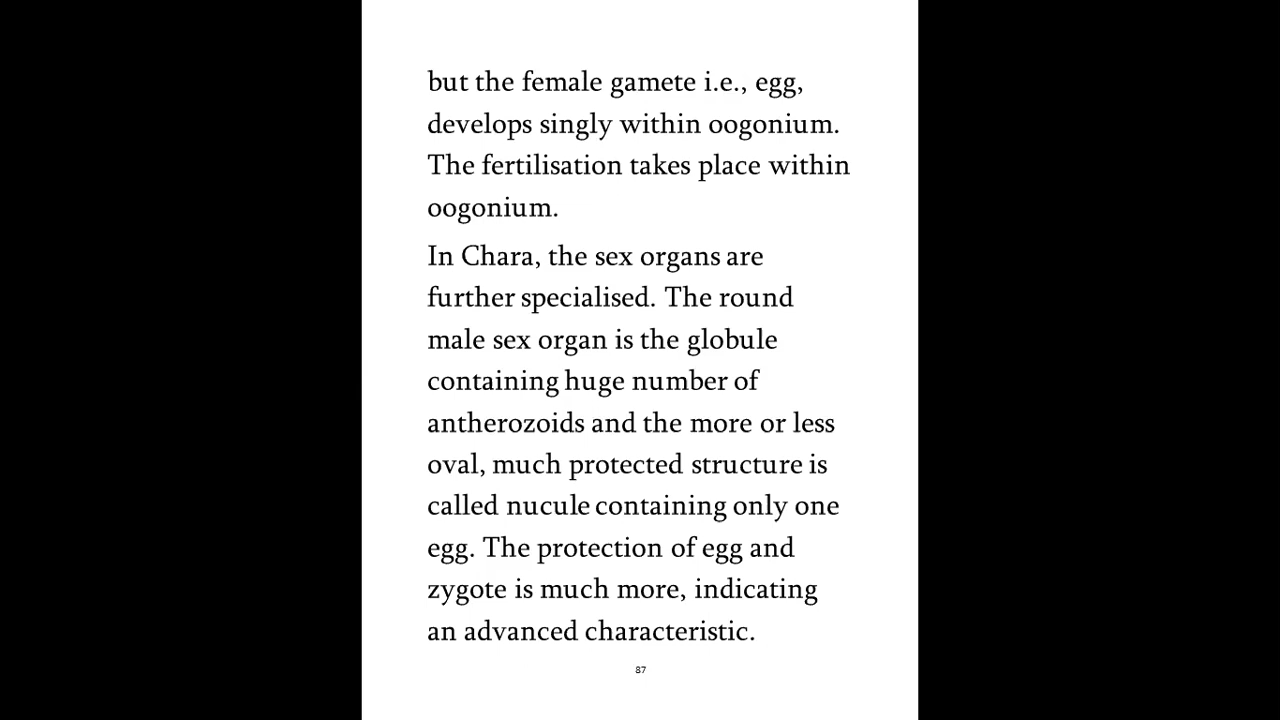 but the female gamete i.e., egg,
develops singly within oogonium.
The fertilisation takes place within
oogonium.
In Chara, the sex organs are
further specialised. The round
male sex organ is the globule
containing huge number of
antherozoids and the more or less
oval, much protected structure is
called nucule containing only one
egg. The protection of egg and
zygote is much more, indicating
an advanced characteristic.
87